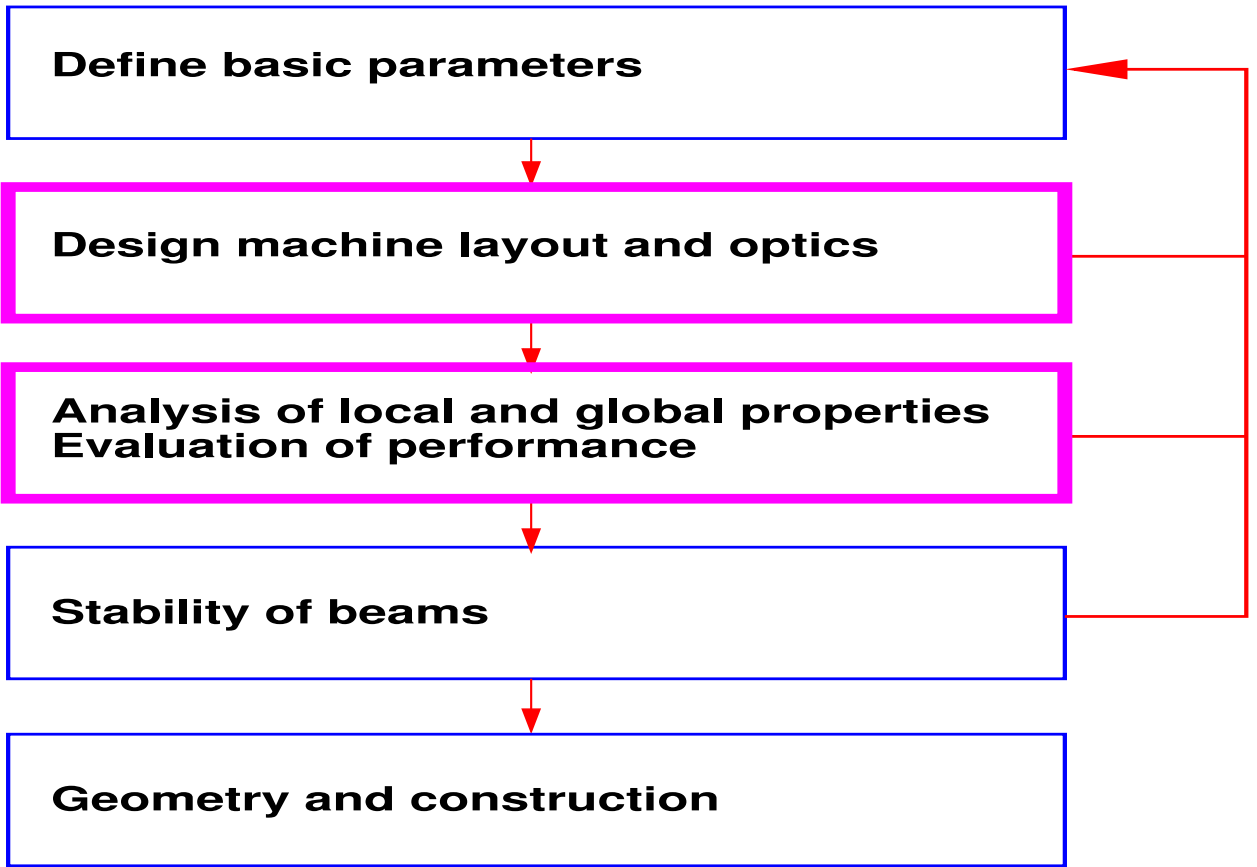 Define basic parameters
Design machine layout and optics
Analysis of local and global properties
Evaluation of performance
Stability of beams
Geometry and construction